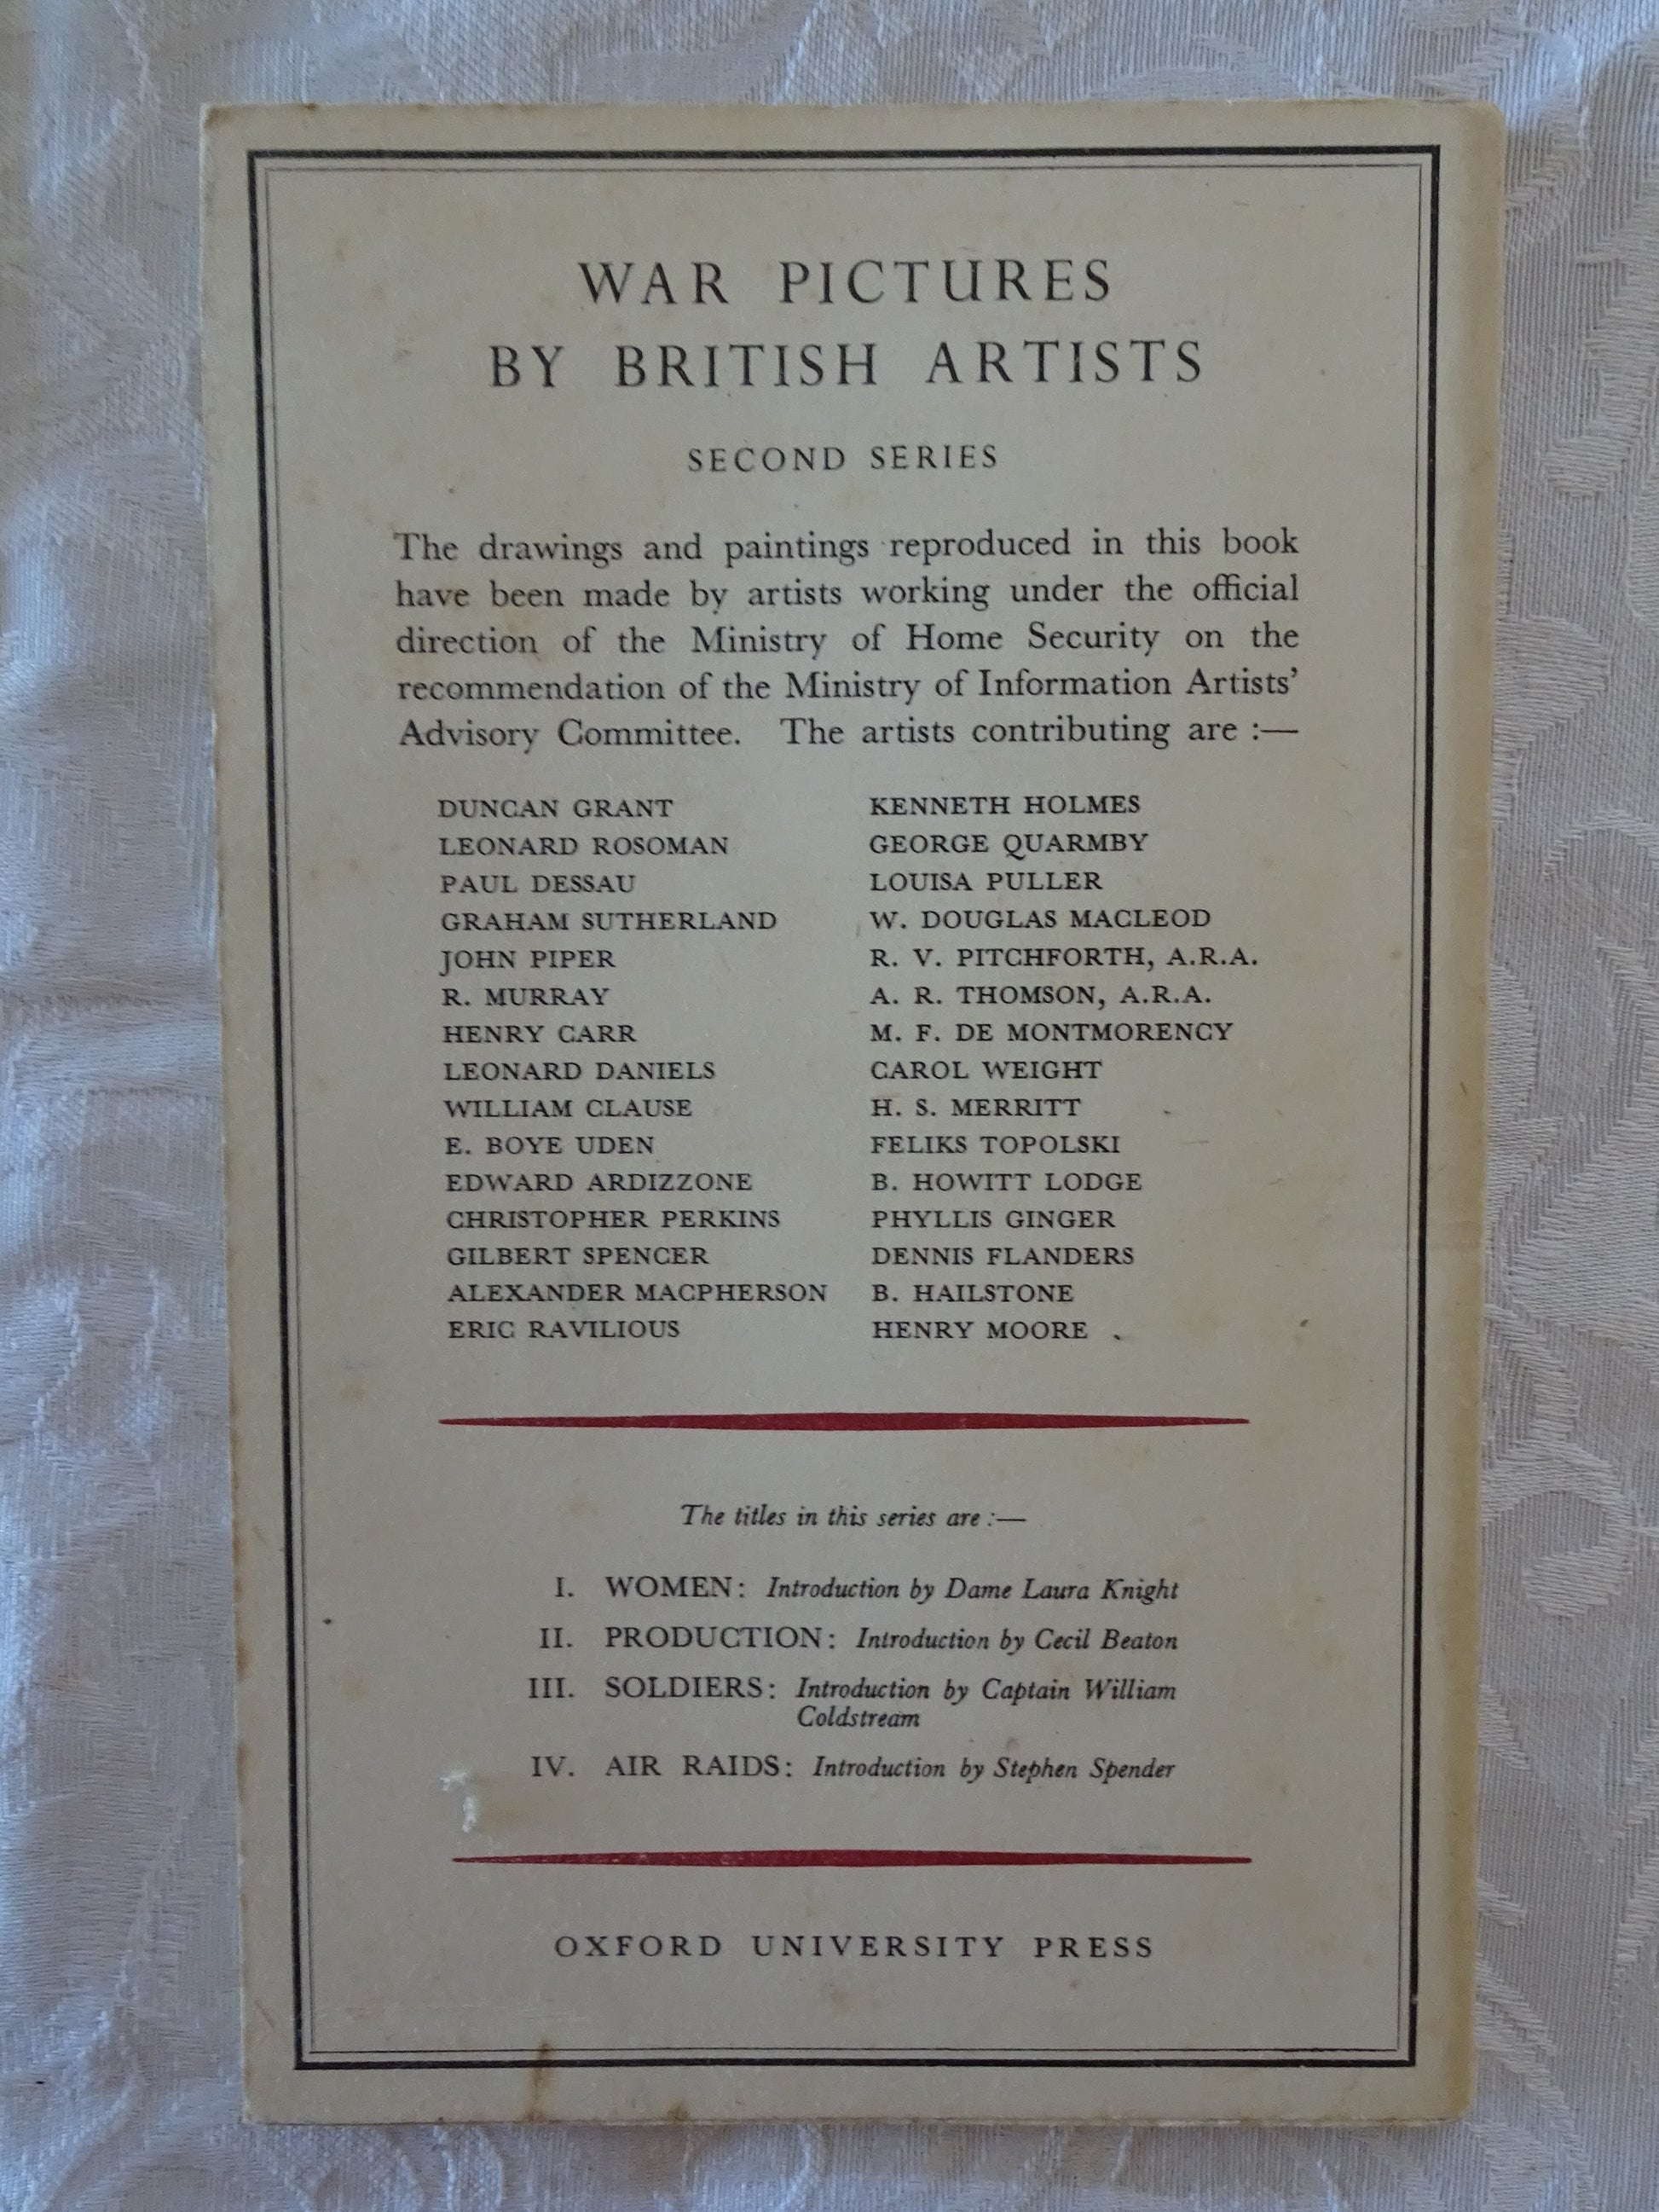 WAR PICTURES
BY BRITISH ARTISTS
SECOND SERIES
The drawings and paintings reproduced in this book
have been made by artists working under the official
direction of the Ministry of Home Security on the
recommendation of the Ministry of Information Artists’
Advisory Committee. The artists contributing are :—
DUNCAN GRANT
LEONARD ROSOMAN
PAUL DESSAU
GRAHAM SUTHERLAND
JOHN PIPER
R. MURRAY
HENRY CARR
LEONARD DANIELS
WILLIAM CLAUSE
E. BOYE UDEN
EDWARD ARDIZZONE
CHRISTOPHER PERKINS
GILBERT SPENCER
ALEXANDER MACPHERSON
ERIC RAVILIOUS
KENNETH HOLMES
GEORGE QUARMBY
LOUISA PULLER
W. DOUGLAS MACLEOD
R. V. PITCHFORTH, A.R.A.
A. R. THOMSON, A.R.A.
M. F. DE MONTMORENCY
CAROL WEIGHT
H. S. MERRITT
FELIKS TOPOLSKI
B. HOWITT LODGE
PHYLLIS GINGER
DENNIS FLANDERS
B. HAILSTONE
HENRY MOORE
The titles in this series are :—
I. WOMEN: Introduction by Dame Laura Knight
II. PRODUCTION: Introduction by Cecil Beaton
III. SOLDIERS: Introduction by Captain William
Coldstream
IV. AIR RAIDS: Introduction by Stephen Spender
OXFORD UNIVERSITY PRESS